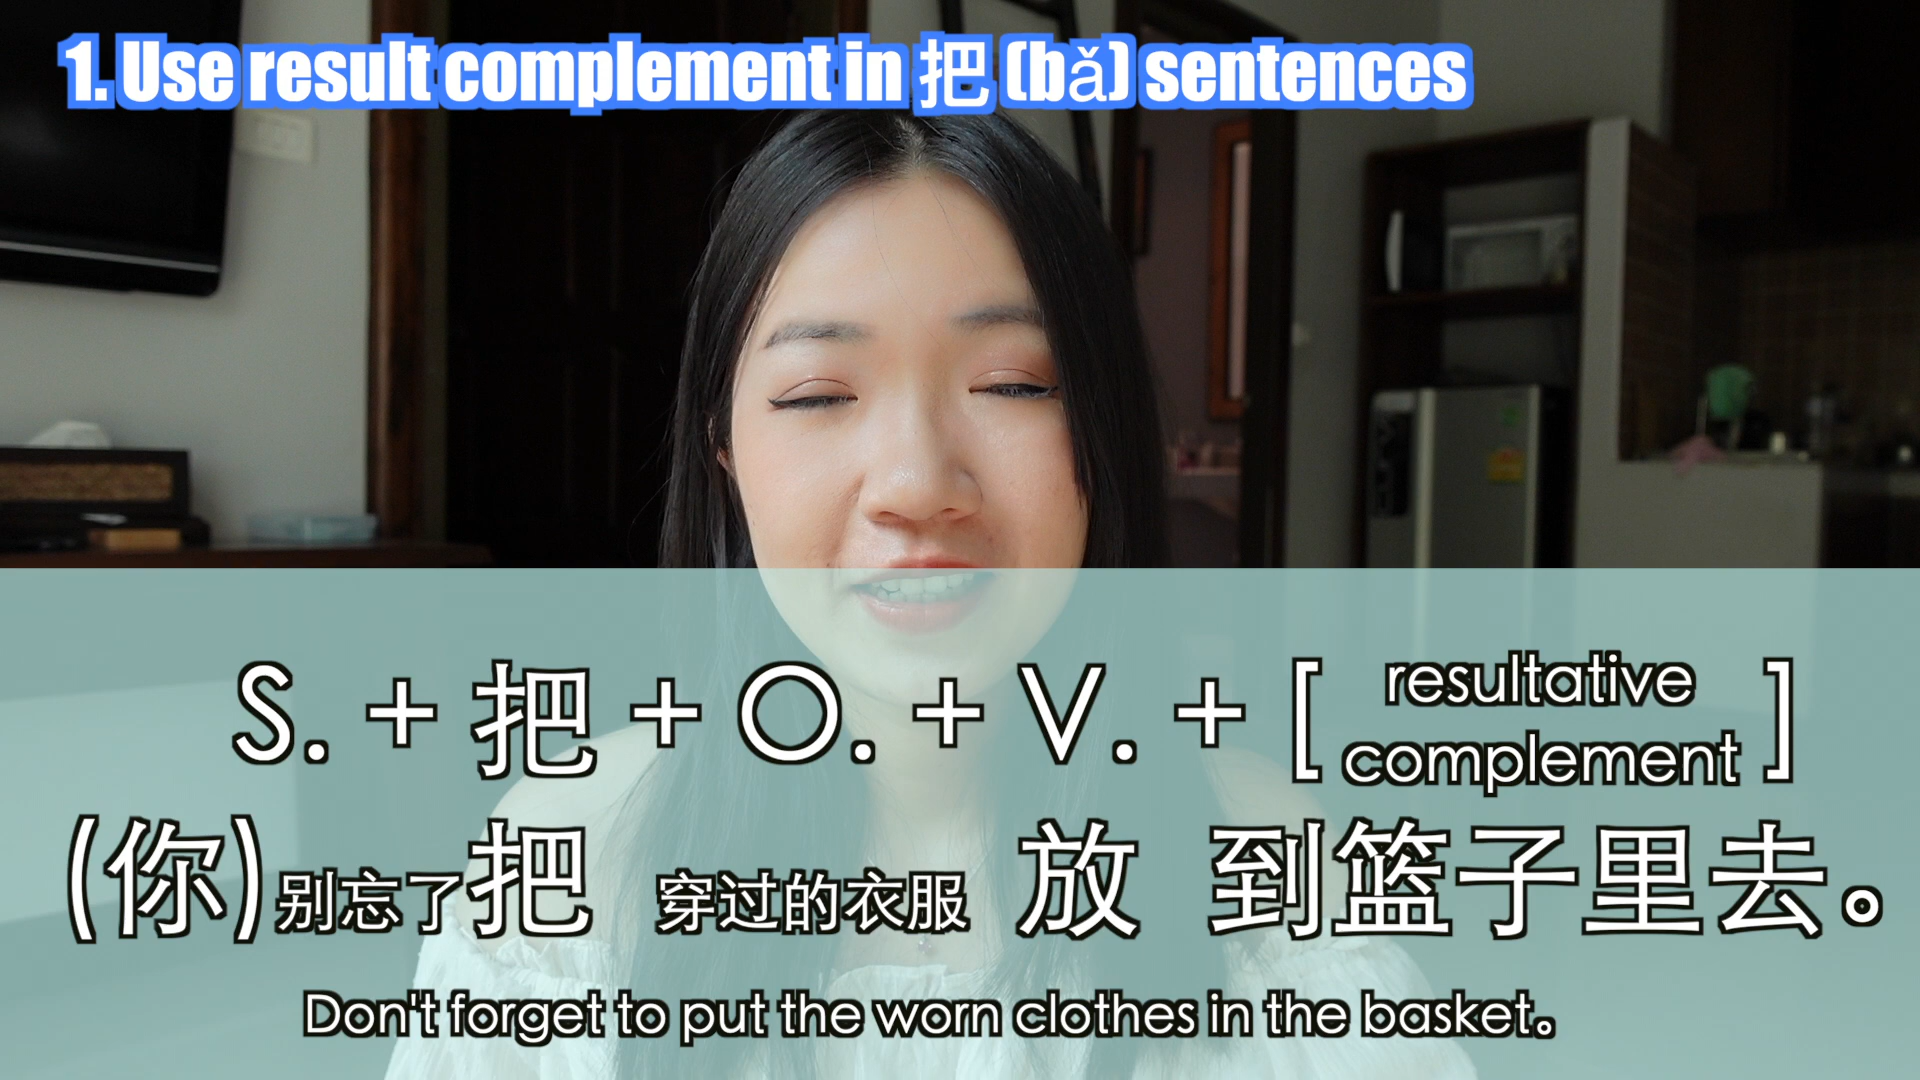 1. Use result complement in 把 (bǎ) sentences
S. + 把 + O. + V. + [ resultative complement ]
(你) 别忘了 把 穿过的衣服 放 到篮子里去。
Don't forget to put the worn clothes in the basket。